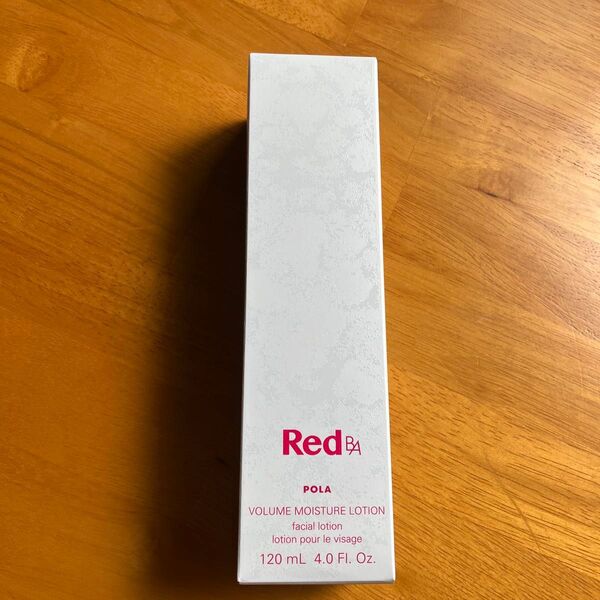 Red BA
POLA
VOLUME MOISTURE LOTION
facial lotion
lotion pour le visage
120 mL 4.0 Fl. Oz.